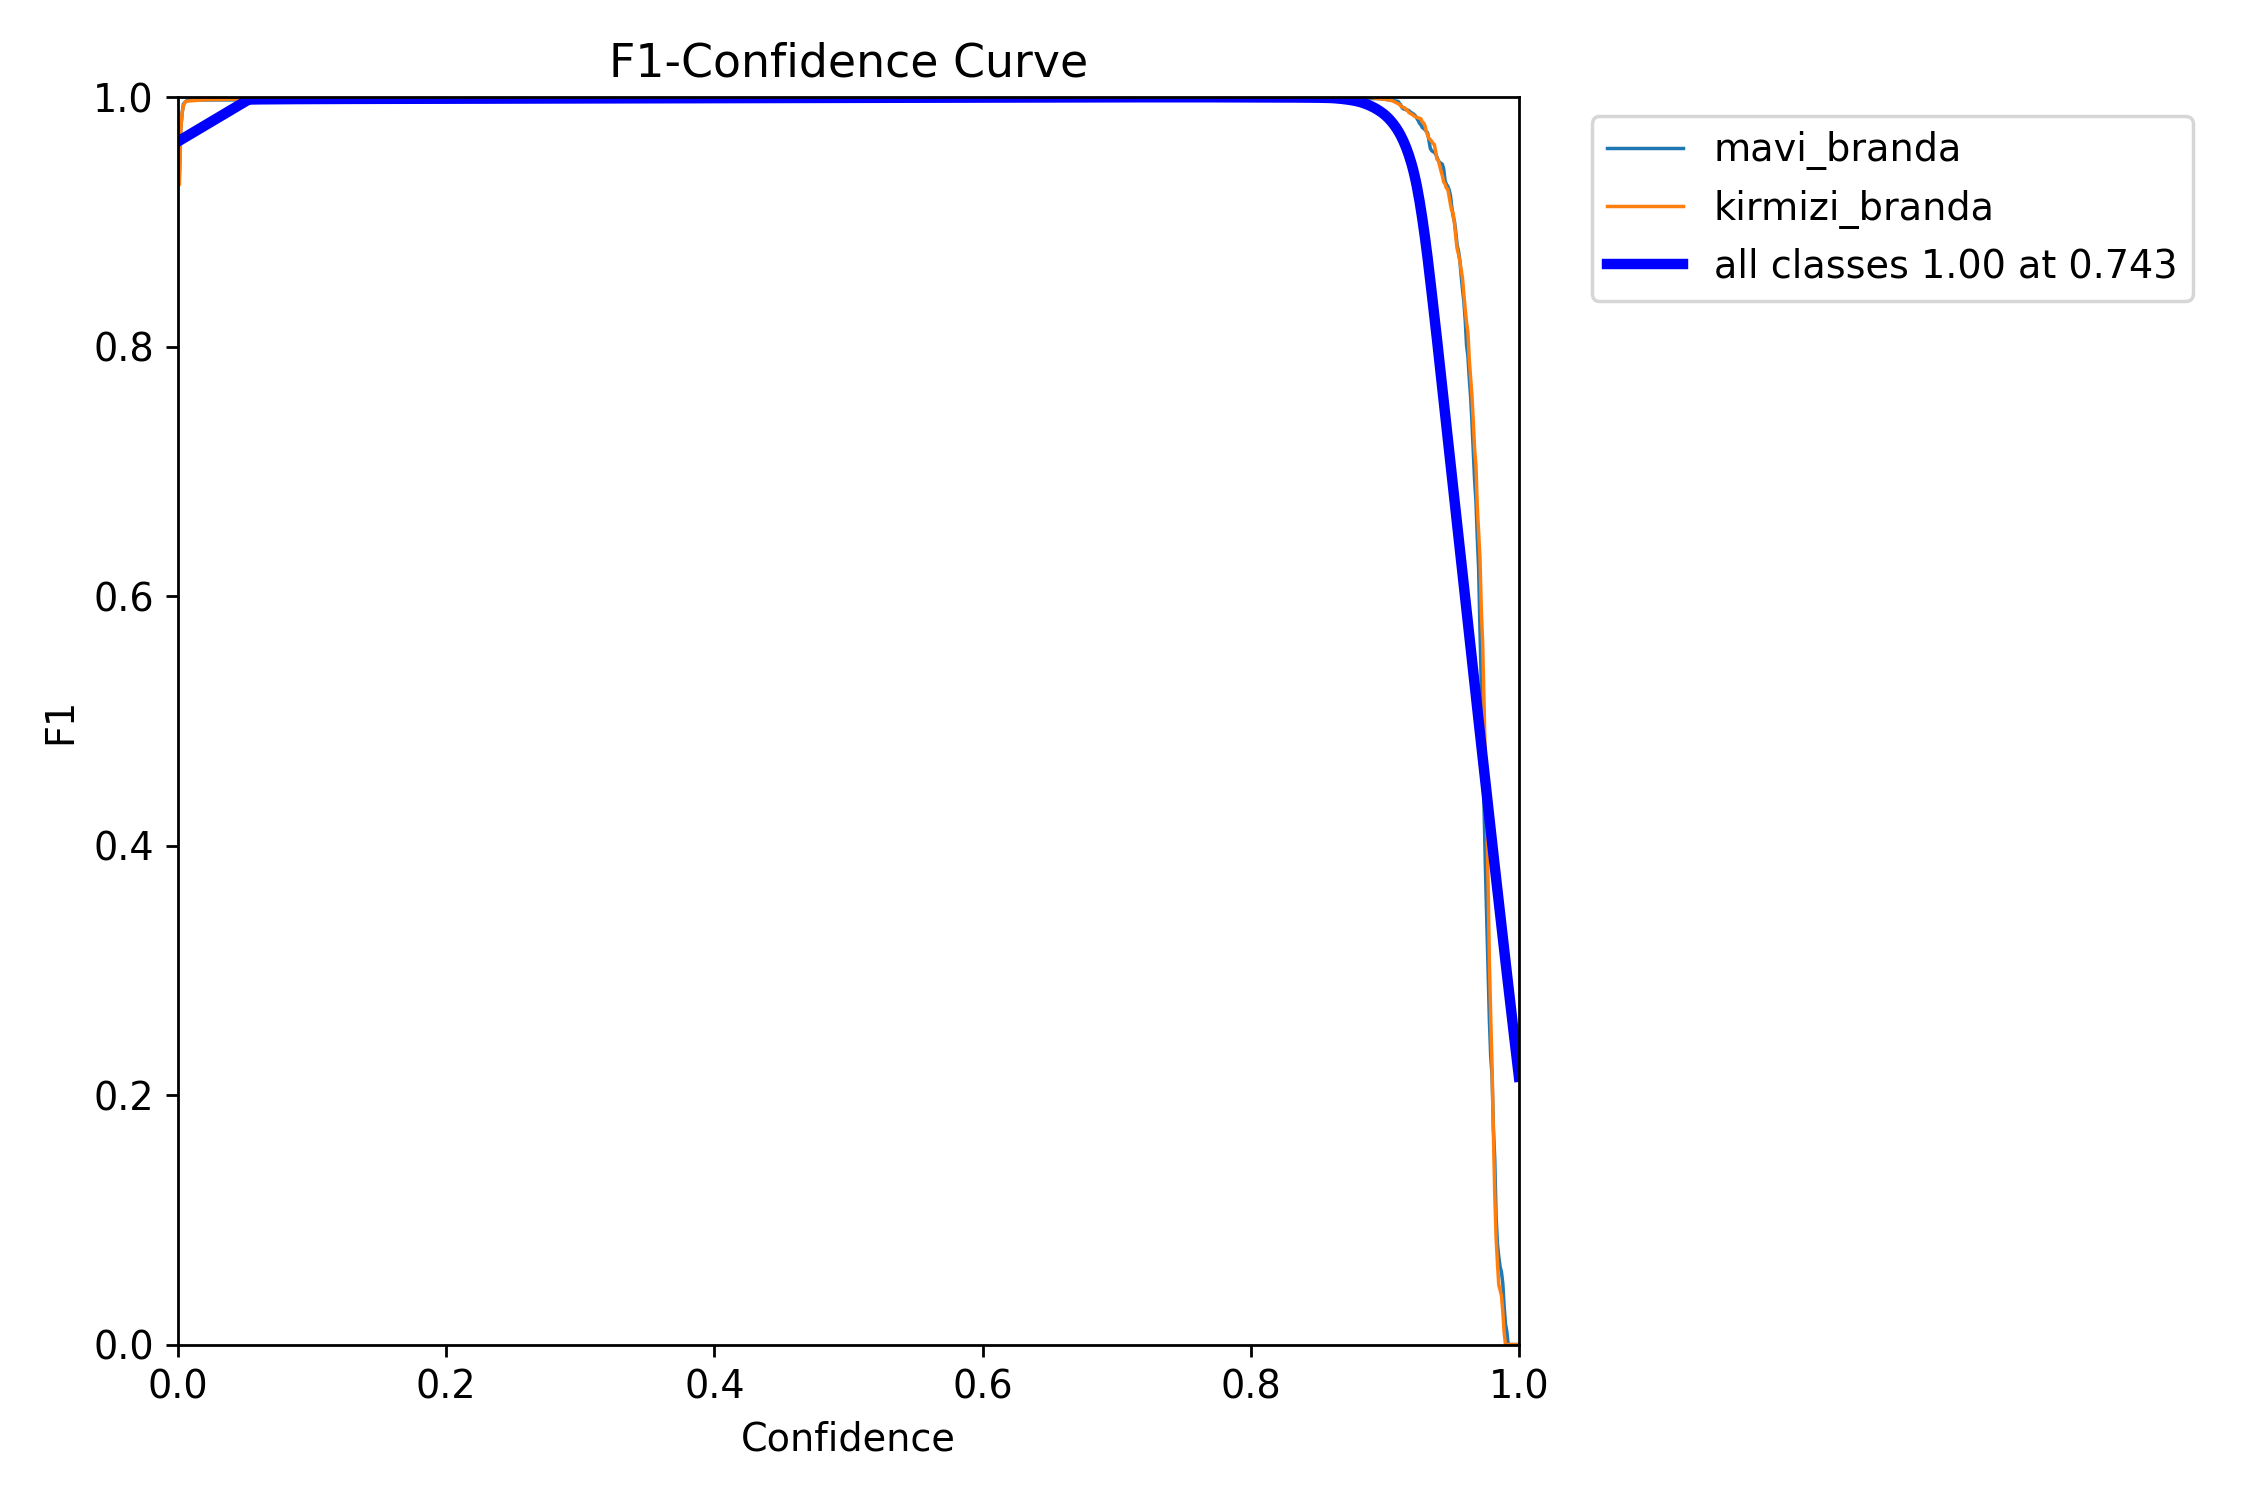 F1-Confidence Curve
1.0
0.8
0.6
0.4
0.2
0.0
F1
0.0 0.2 0.4 0.6 0.8 1.0
Confidence
mavi_branda
kirmizi_branda
all classes 1.00 at 0.743